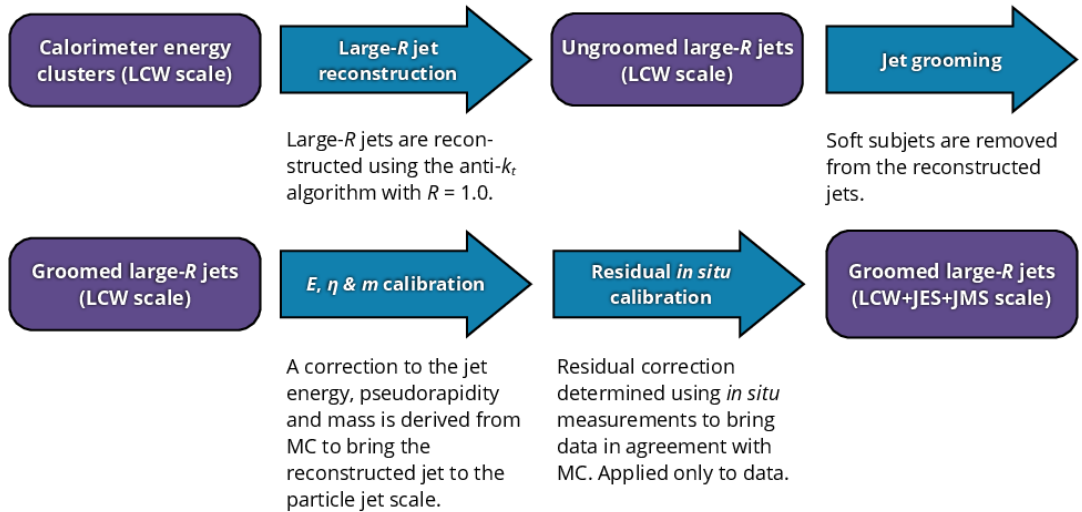 Calorimeter energy
clusters (LCW scale)
Large-R jet
reconstruction
Ungroomed large-R jets
(LCW scale)
Jet grooming
Large-R jets are recon-
structed using the anti-kt
algorithm with R = 1.0.
Soft subjets are removed
from the reconstructed
jets.
Groomed large-R jets
(LCW scale)
E, η & m calibration
Residual in situ
calibration
Groomed large-R jets
(LCW+JES+JMS scale)
A correction to the jet
energy, pseudorapidity
and mass is derived from
MC to bring the
reconstructed jet to the
particle jet scale.
Residual correction
determined using in situ
measurements to bring
data in agreement with
MC. Applied only to data.